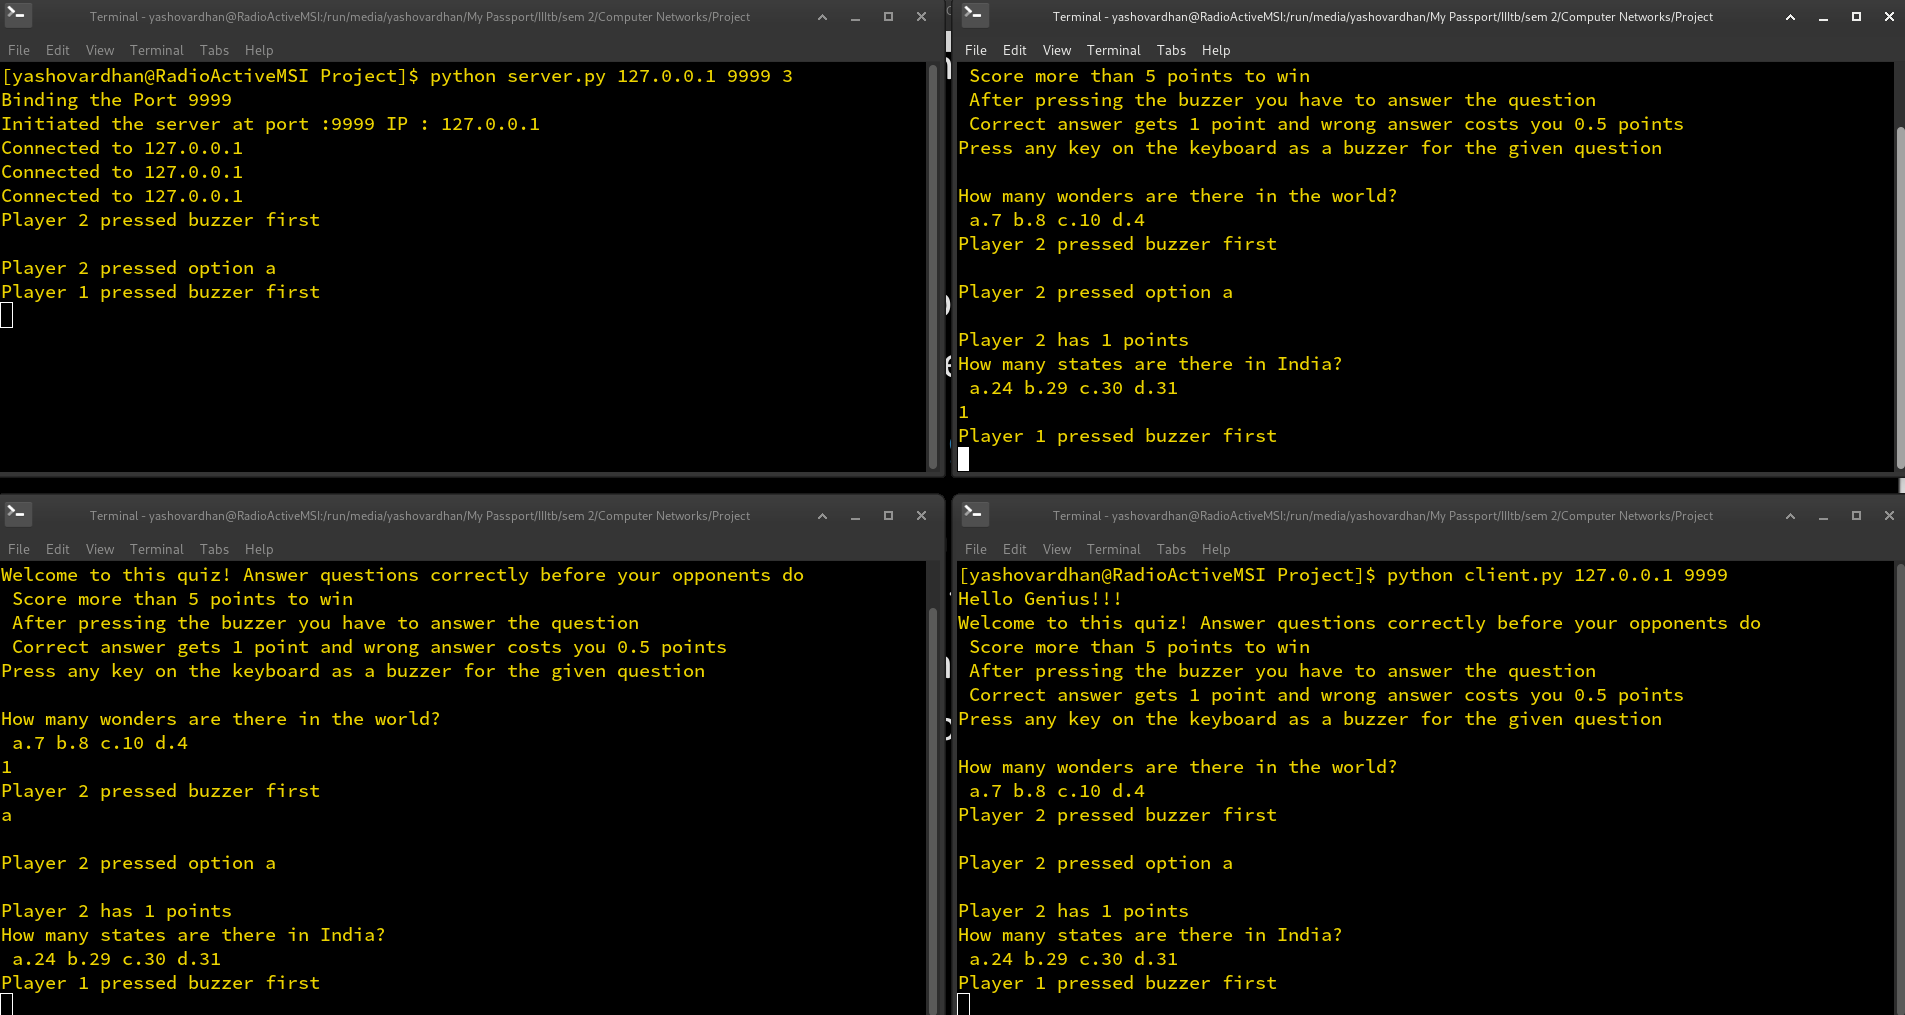 Terminal - yashovardhan@RadioActiveMSI:/run/media/yashovardhan/My Passport/IIItb/sem 2/Computer Networks/Project
File Edit View Terminal Tabs Help
[yashovardhan@RadioActiveMSI Project]$ python server.py 127.0.0.1 9999 3
Binding the Port 9999
Initiated the server at port :9999 IP : 127.0.0.1
Connected to 127.0.0.1
Connected to 127.0.0.1
Connected to 127.0.0.1
Player 2 pressed buzzer first
Player 2 pressed option a
Player 1 pressed buzzer first
Terminal - yashovardhan@RadioActiveMSI:/run/media/yashovardhan/My Passport/IIItb/sem 2/Computer Networks/Project
File Edit View Terminal Tabs Help
Score more than 5 points to win
After pressing the buzzer you have to answer the question
Correct answer gets 1 point and wrong answer costs you 0.5 points
Press any key on the keyboard as a buzzer for the given question
How many wonders are there in the world?
a.7 b.8 c.10 d.4
Player 2 pressed buzzer first
Player 2 pressed option a
Player 2 has 1 points
How many states are there in India?
a.24 b.29 c.30 d.31
1
Player 1 pressed buzzer first
Terminal - yashovardhan@RadioActiveMSI:/run/media/yashovardhan/My Passport/IIItb/sem 2/Computer Networks/Project
File Edit View Terminal Tabs Help
Welcome to this quiz! Answer questions correctly before your opponents do
Score more than 5 points to win
After pressing the buzzer you have to answer the question
Correct answer gets 1 point and wrong answer costs you 0.5 points
Press any key on the keyboard as a buzzer for the given question
How many wonders are there in the world?
a.7 b.8 c.10 d.4
1
Player 2 pressed buzzer first
a
Player 2 pressed option a
Player 2 has 1 points
How many states are there in India?
a.24 b.29 c.30 d.31
Player 1 pressed buzzer first
Terminal - yashovardhan@RadioActiveMSI:/run/media/yashovardhan/My Passport/IIItb/sem 2/Computer Networks/Project
File Edit View Terminal Tabs Help
[yashovardhan@RadioActiveMSI Project]$ python client.py 127.0.0.1 9999
Hello Genius!!!
Welcome to this quiz! Answer questions correctly before your opponents do
Score more than 5 points to win
After pressing the buzzer you have to answer the question
Correct answer gets 1 point and wrong answer costs you 0.5 points
Press any key on the keyboard as a buzzer for the given question
How many wonders are there in the world?
a.7 b.8 c.10 d.4
Player 2 pressed buzzer first
Player 2 pressed option a
Player 2 has 1 points
How many states are there in India?
a.24 b.29 c.30 d.31
Player 1 pressed buzzer first